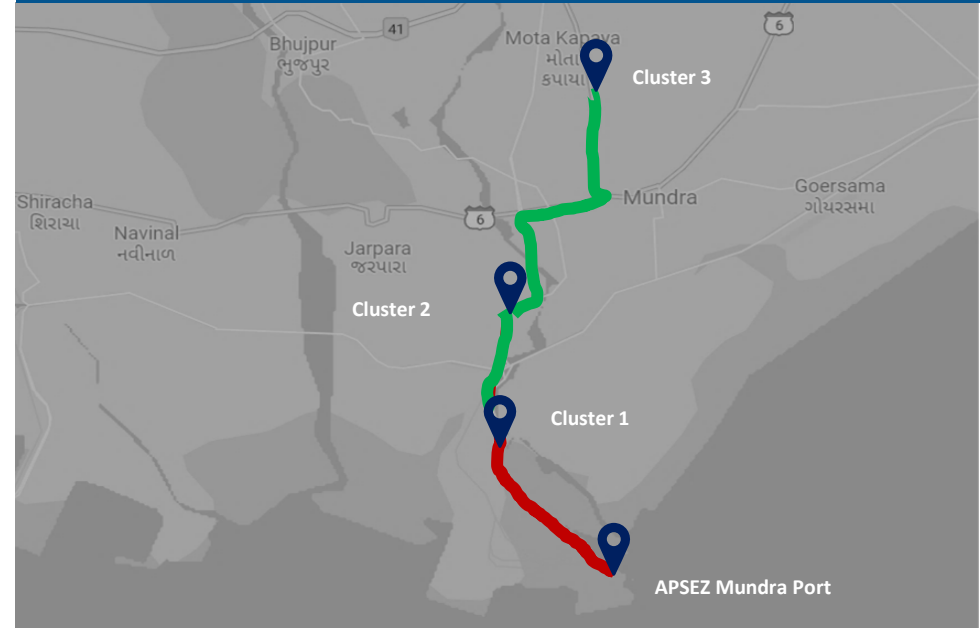 41
6
Bhujpur
ભુજપુર
Mota Kapaya
મોતા
કપાયા
Cluster 3
Shiracha
શિરાચા
Navinal
નવીનાળ
6
Mundra
Goersama
ગોયરસમા
Jarpara
જરપારા
Cluster 2
Cluster 1
APSEZ Mundra Port